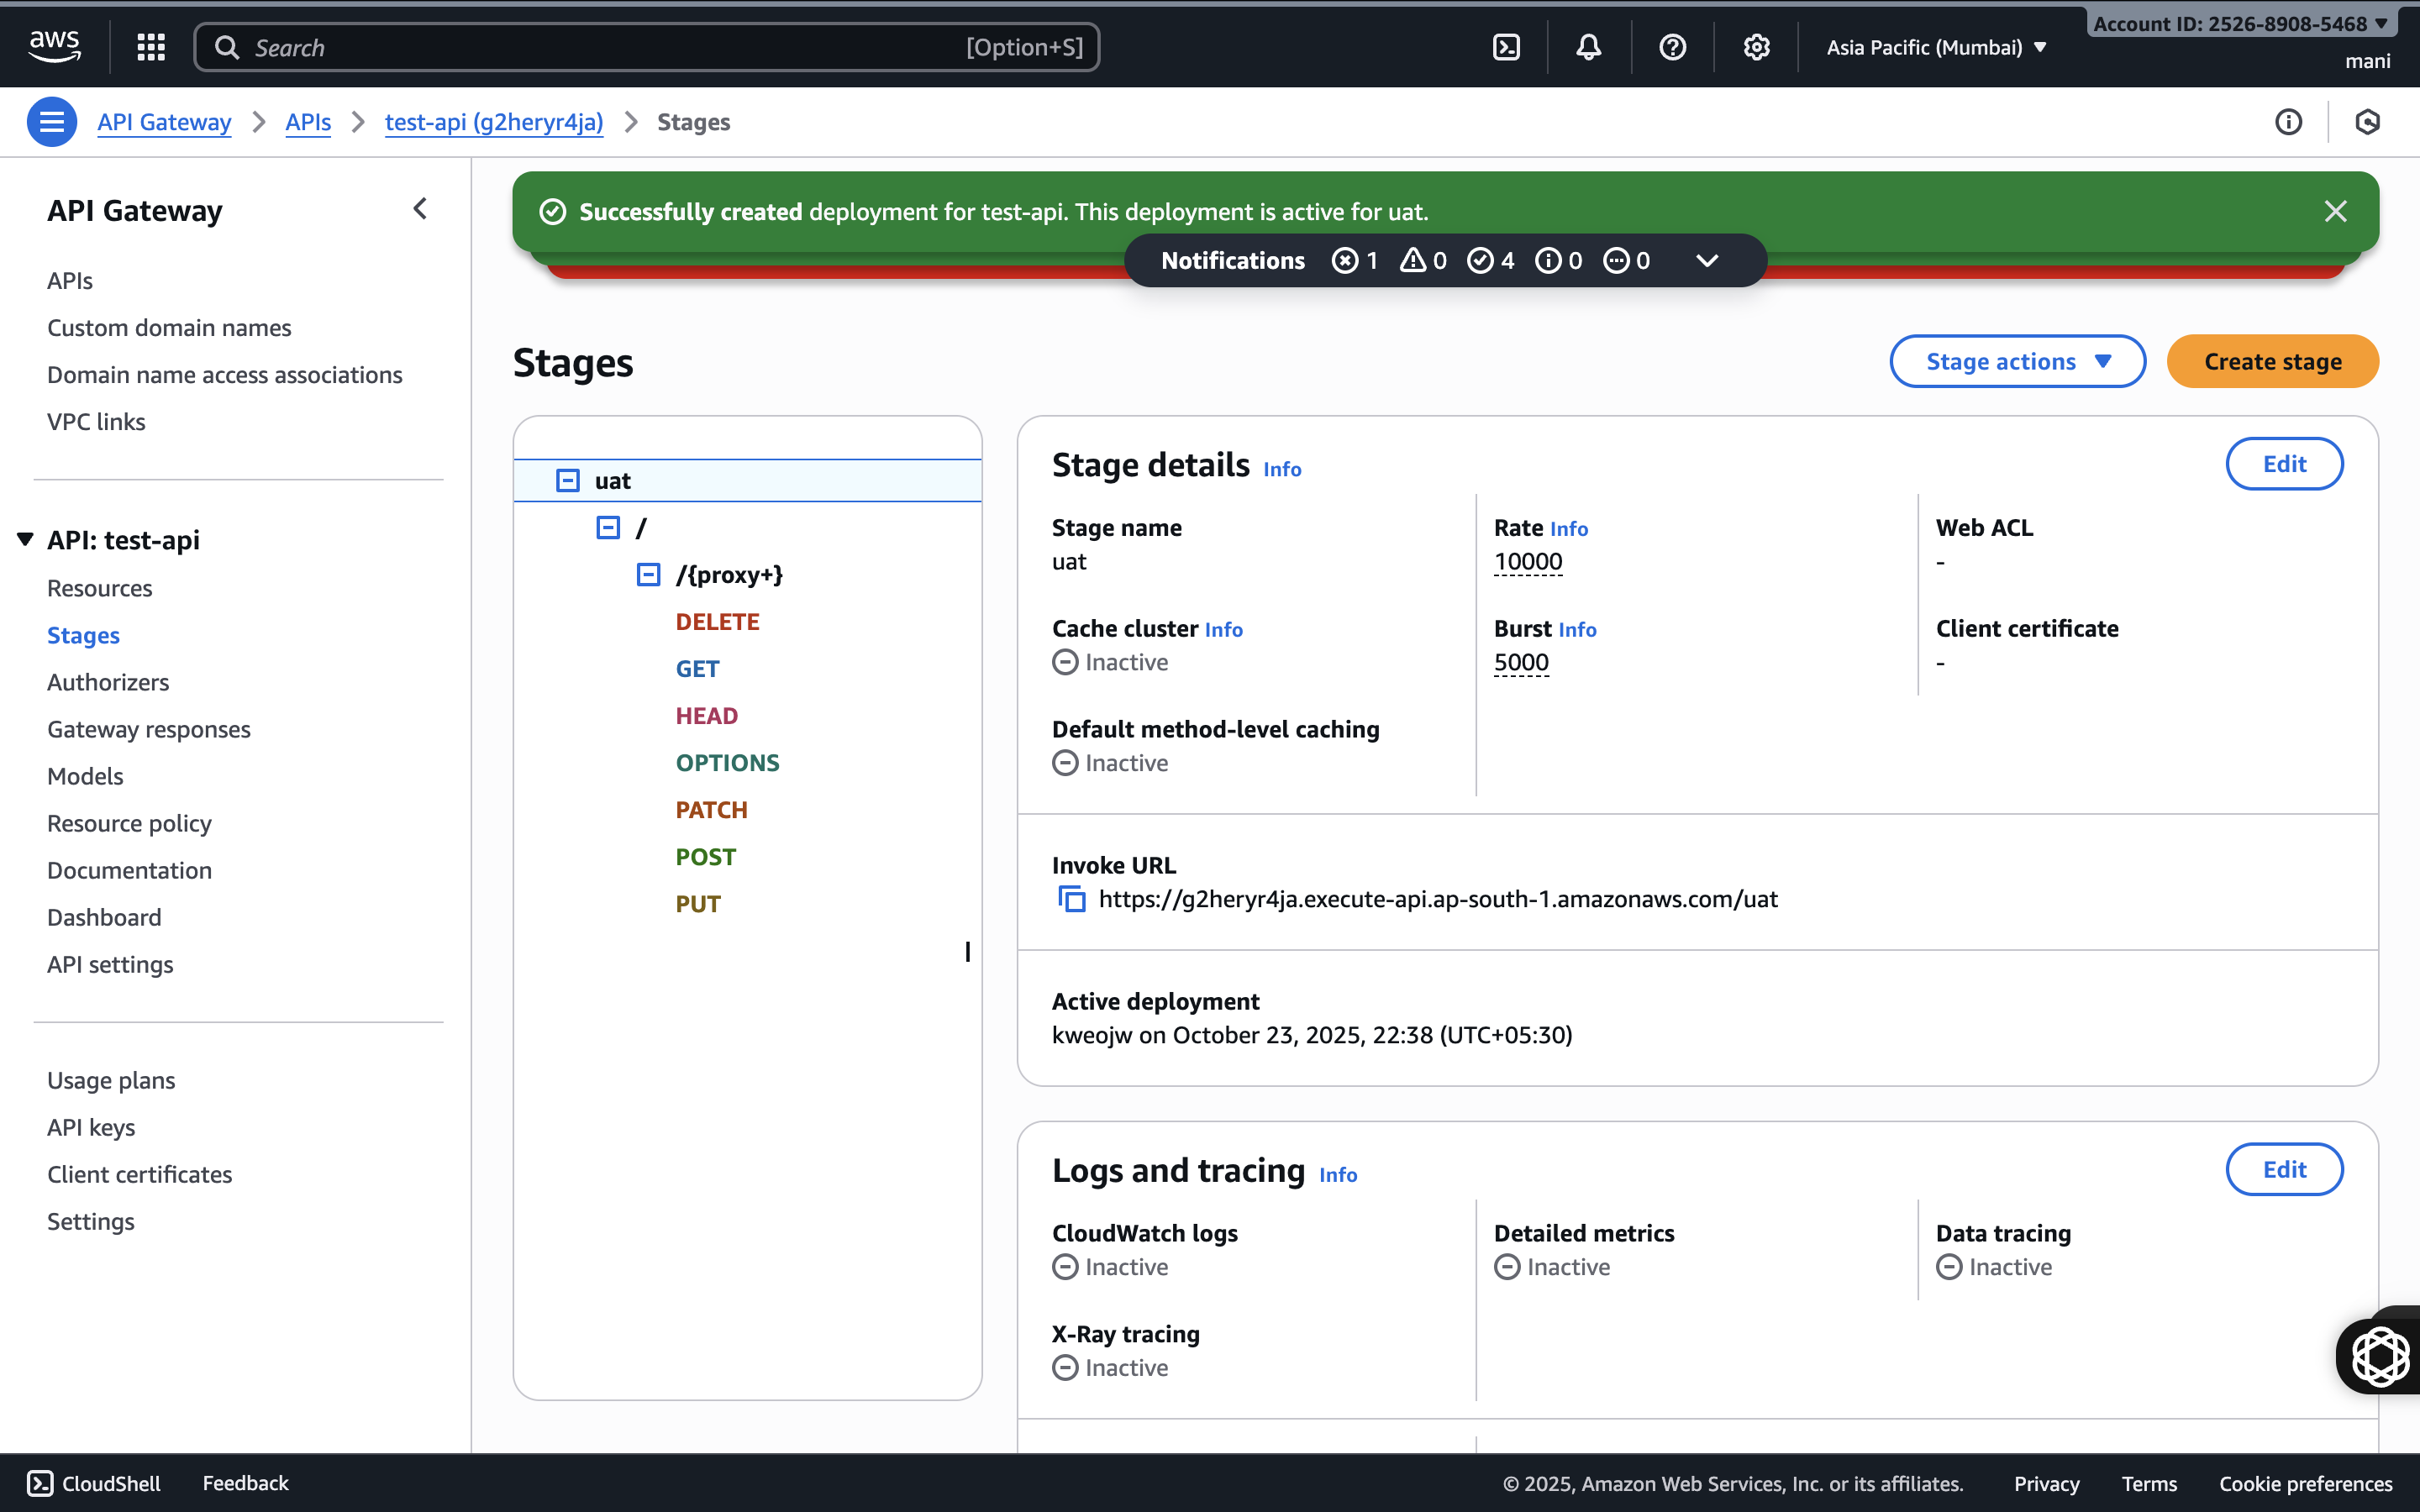 aws
Search
[Option+S]
Asia Pacific (Mumbai)
Account ID: 2526-8908-5468
mani
API Gateway
APIs
test-api (g2heryr4ja)
Stages
API Gateway
APIs
Custom domain names
Domain name access associations
VPC links
API: test-api
Resources
Stages
Authorizers
Gateway responses
Models
Resource policy
Documentation
Dashboard
API settings
Usage plans
API keys
Client certificates
Settings
Successfully created deployment for test-api. This deployment is active for uat.
Notifications 1 0 4 0 0
Stages
Stage actions
Create stage
uat
/
/{proxy+}
DELETE
GET
HEAD
OPTIONS
PATCH
POST
PUT
Stage details Info
Edit
Stage name
uat
Rate Info
10000
Web ACL
-
Cache cluster Info
Inactive
Burst Info
5000
Client certificate
-
Default method-level caching
Inactive
Invoke URL
https://g2heryr4ja.execute-api.ap-south-1.amazonaws.com/uat
Active deployment
kweojw on October 23, 2025, 22:38 (UTC+05:30)
Logs and tracing Info
Edit
CloudWatch logs
Inactive
Detailed metrics
Inactive
Data tracing
Inactive
X-Ray tracing
Inactive
CloudShell
Feedback
© 2025, Amazon Web Services, Inc. or its affiliates.
Privacy
Terms
Cookie preferences